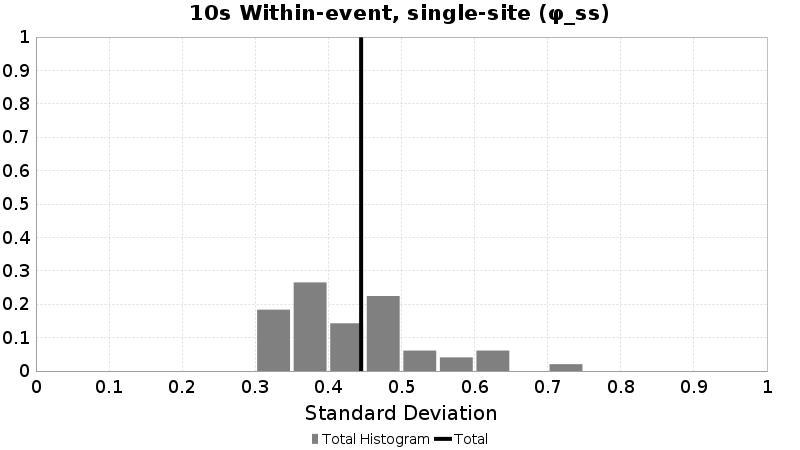 10s Within-event, single-site (φ_ss)
1
0.9
0.8
0.7
0.6
0.5
0.4
0.3
0.2
0.1
0
0 0.1 0.2 0.3 0.4 0.5 0.6 0.7 0.8 0.9 1
Standard Deviation
Total Histogram Total